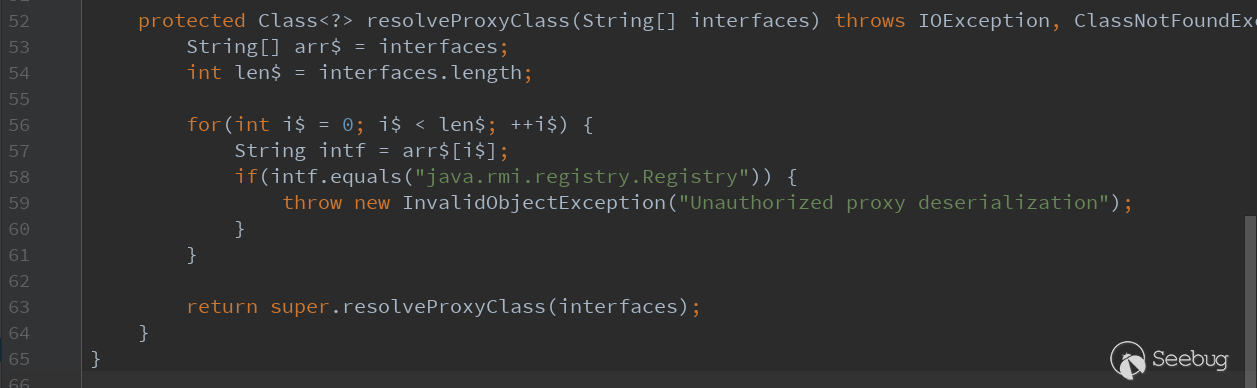 52 protected Class<?> resolveProxyClass(String[] interfaces) throws IOException, ClassNotFoundExc
53 String[] arr$ = interfaces;
54 int len$ = interfaces.length;
55
56 for(int i$ = 0; i$ < len$; ++i$) {
57 String intf = arr$[i$];
58 if(intf.equals("java.rmi.registry.Registry")) {
59 throw new InvalidObjectException("Unauthorized proxy deserialization");
60 }
61 }
62
63 return super.resolveProxyClass(interfaces);
64 }
65 }
66
Seebug